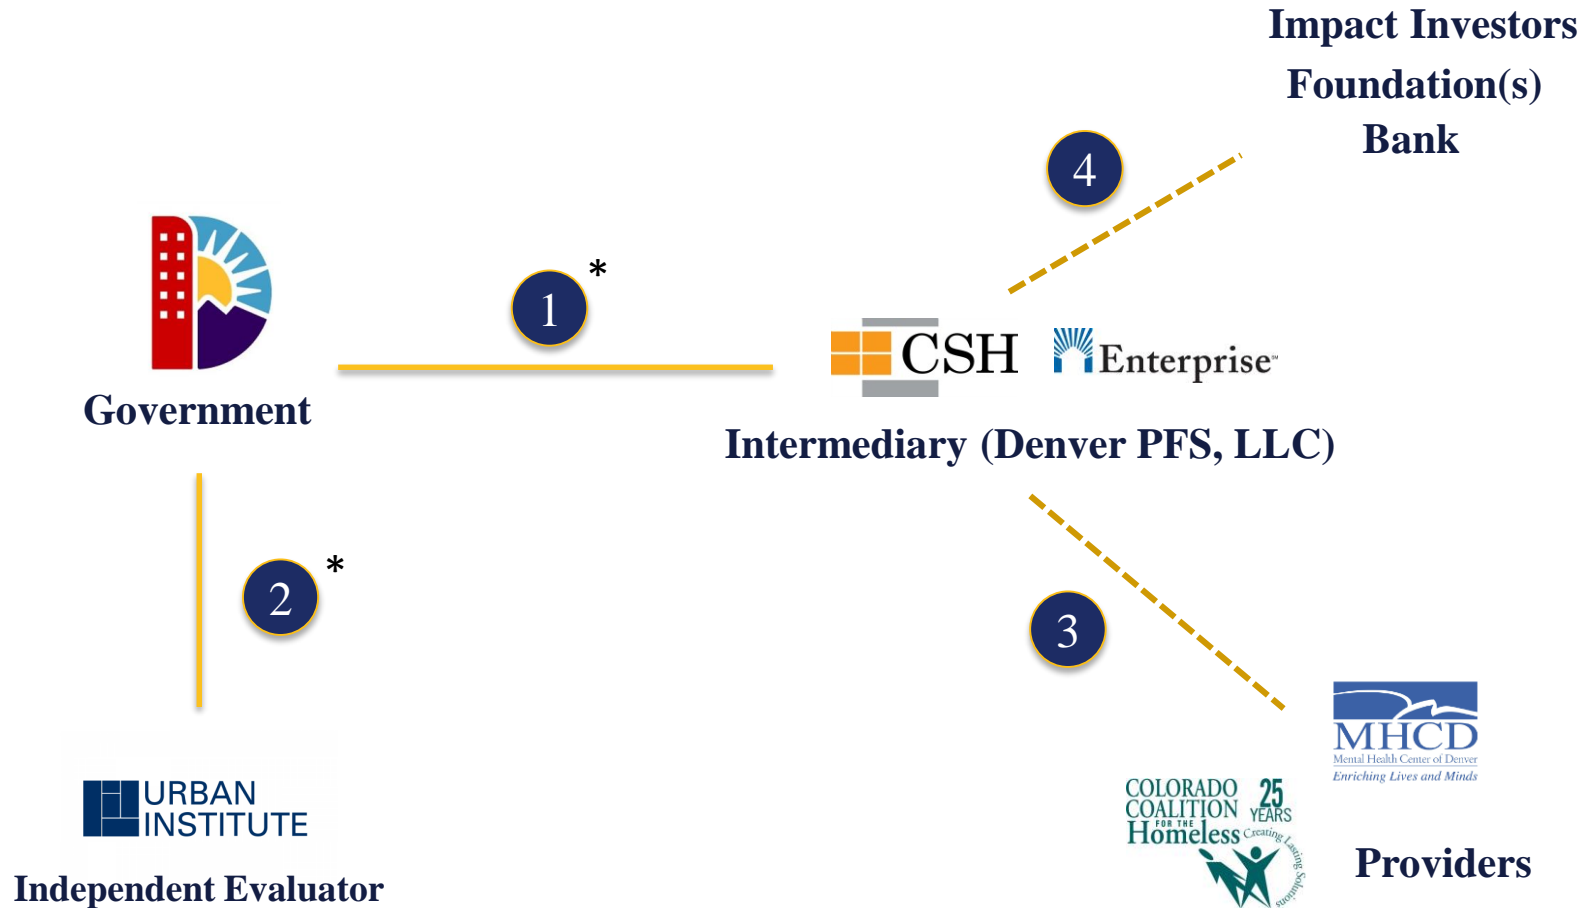 Impact Investors
Foundation(s)
Bank
4
1
*
CSH
Enterprise℠
Government
Intermediary (Denver PFS, LLC)
2
*
3
MHCD
Mental Health Center of Denver
Enriching Lives and Minds
URBAN
INSTITUTE
COLORADO
COALITION
FOR THE
Homeless
25
YEARS
Creating Lasting Solutions
Providers
Independent Evaluator